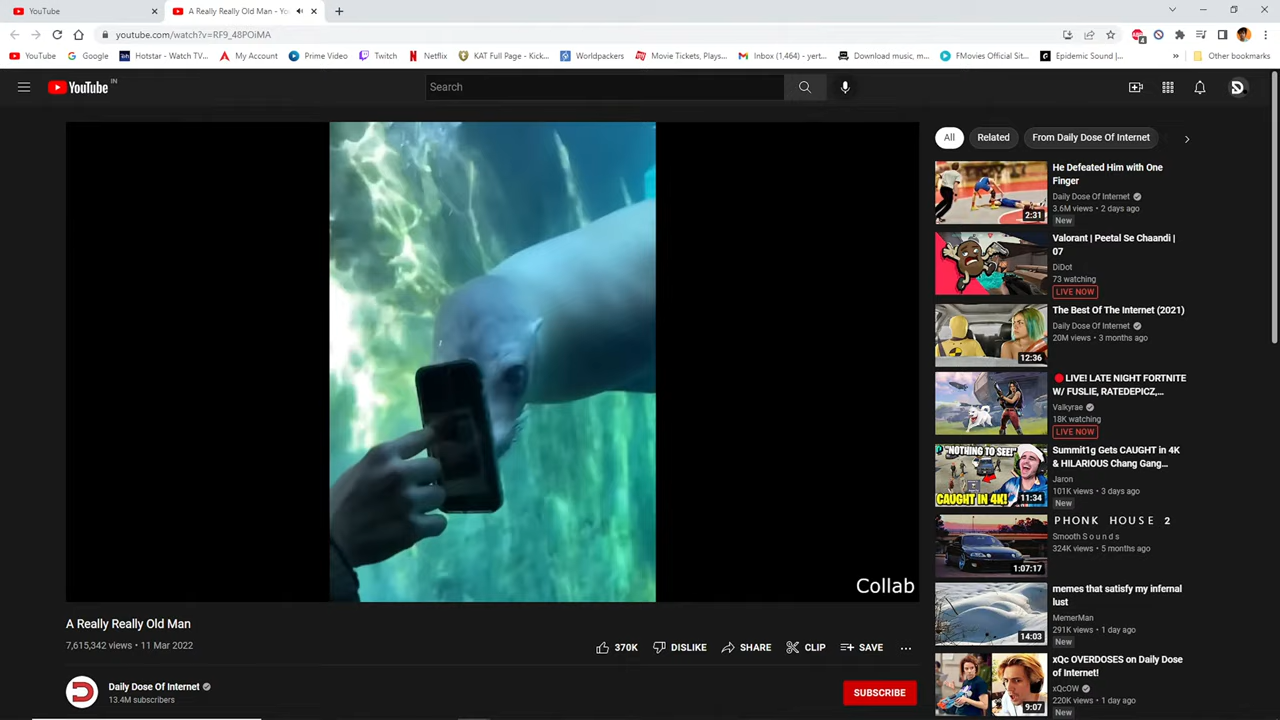 YouTube
A Really Really Old Man - Yo
youtube.com/watch?v=RF9_48POiMA
YouTube
Google
Hotstar - Watch TV...
My Account
Prime Video
Twitch
Netflix
KAT Full Page - Kick...
Worldpackers
Movie Tickets, Plays...
Inbox (1,464) - yert...
Download music, m...
FMovies Official Sit...
Epidemic Sound |...
»
Other bookmarks
YouTube IN
Search
All
Related
From Daily Dose Of Internet
He Defeated Him with One
Finger
Daily Dose Of Internet
3.6M views • 2 days ago
New
2:31
Valorant | Peetal Se Chaandi |
07
DiDot
73 watching
LIVE NOW
The Best Of The Internet (2021)
Daily Dose Of Internet
20M views • 3 months ago
12:36
LIVE! LATE NIGHT FORTNITE
W/ FUSLIE, RATEDEPICZ,...
Valkyrae
18K watching
LIVE NOW
"NOTHING TO SEE!"
CAUGHT in 4K!
11:34
Summit1g Gets CAUGHT in 4K
& HILARIOUS Chang Gang...
Jaron
101K views • 3 days ago
New
PHONK HOUSE 2
Smooth S o u n d s
324K views • 5 months ago
1:07:17
memes that satisfy my infernal
lust
MemerMan
291K views • 1 day ago
New
14:03
xQc OVERDOSES on Daily Dose
of Internet!
xQcOW
220K views • 1 day ago
New
9:07
Collab
A Really Really Old Man
7,615,342 views • 11 Mar 2022
370K
DISLIKE
SHARE
CLIP
SAVE
Daily Dose Of Internet
13.4M subscribers
SUBSCRIBE